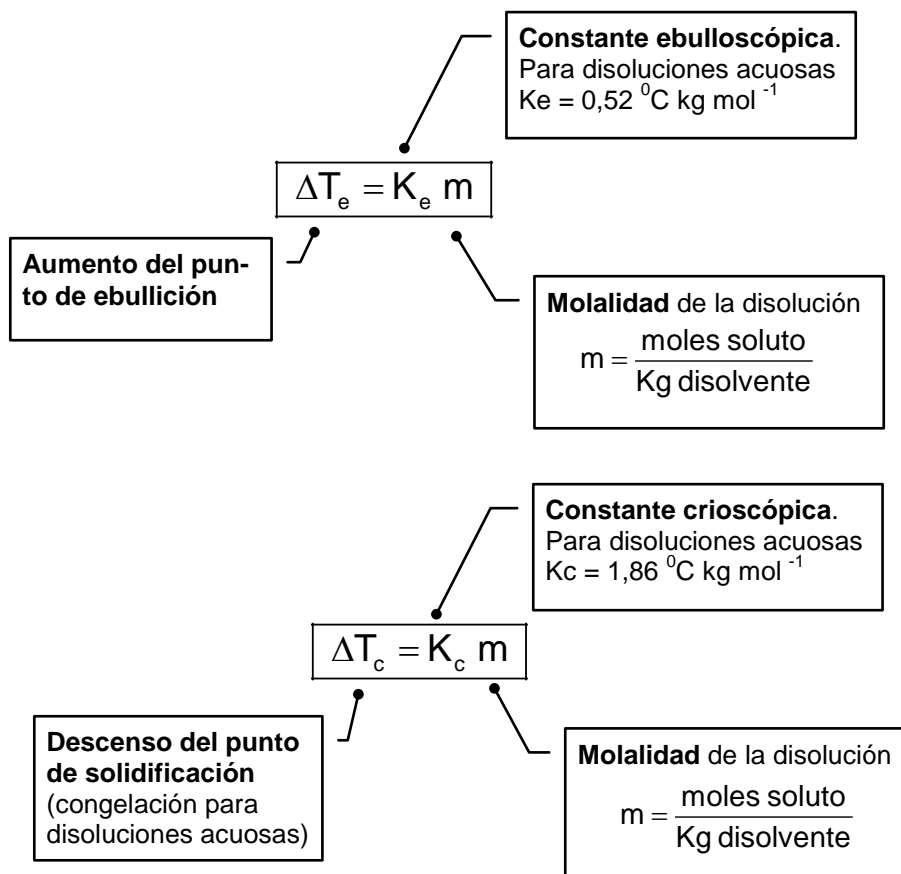 Constante ebulloscópica.
Para disoluciones acuosas
Ke = 0,52 ⁰C kg mol ⁻¹
ΔTₑ = Kₑ m
Aumento del pun-
to de ebullición
Molalidad de la disolución
m = moles soluto
Kg disolvente
Constante crioscópica.
Para disoluciones acuosas
Kc = 1,86 ⁰C kg mol ⁻¹
ΔT_c = K_c m
Descenso del punto
de solidificación
(congelación para
disoluciones acuosas)
Molalidad de la disolución
m = moles soluto
Kg disolvente